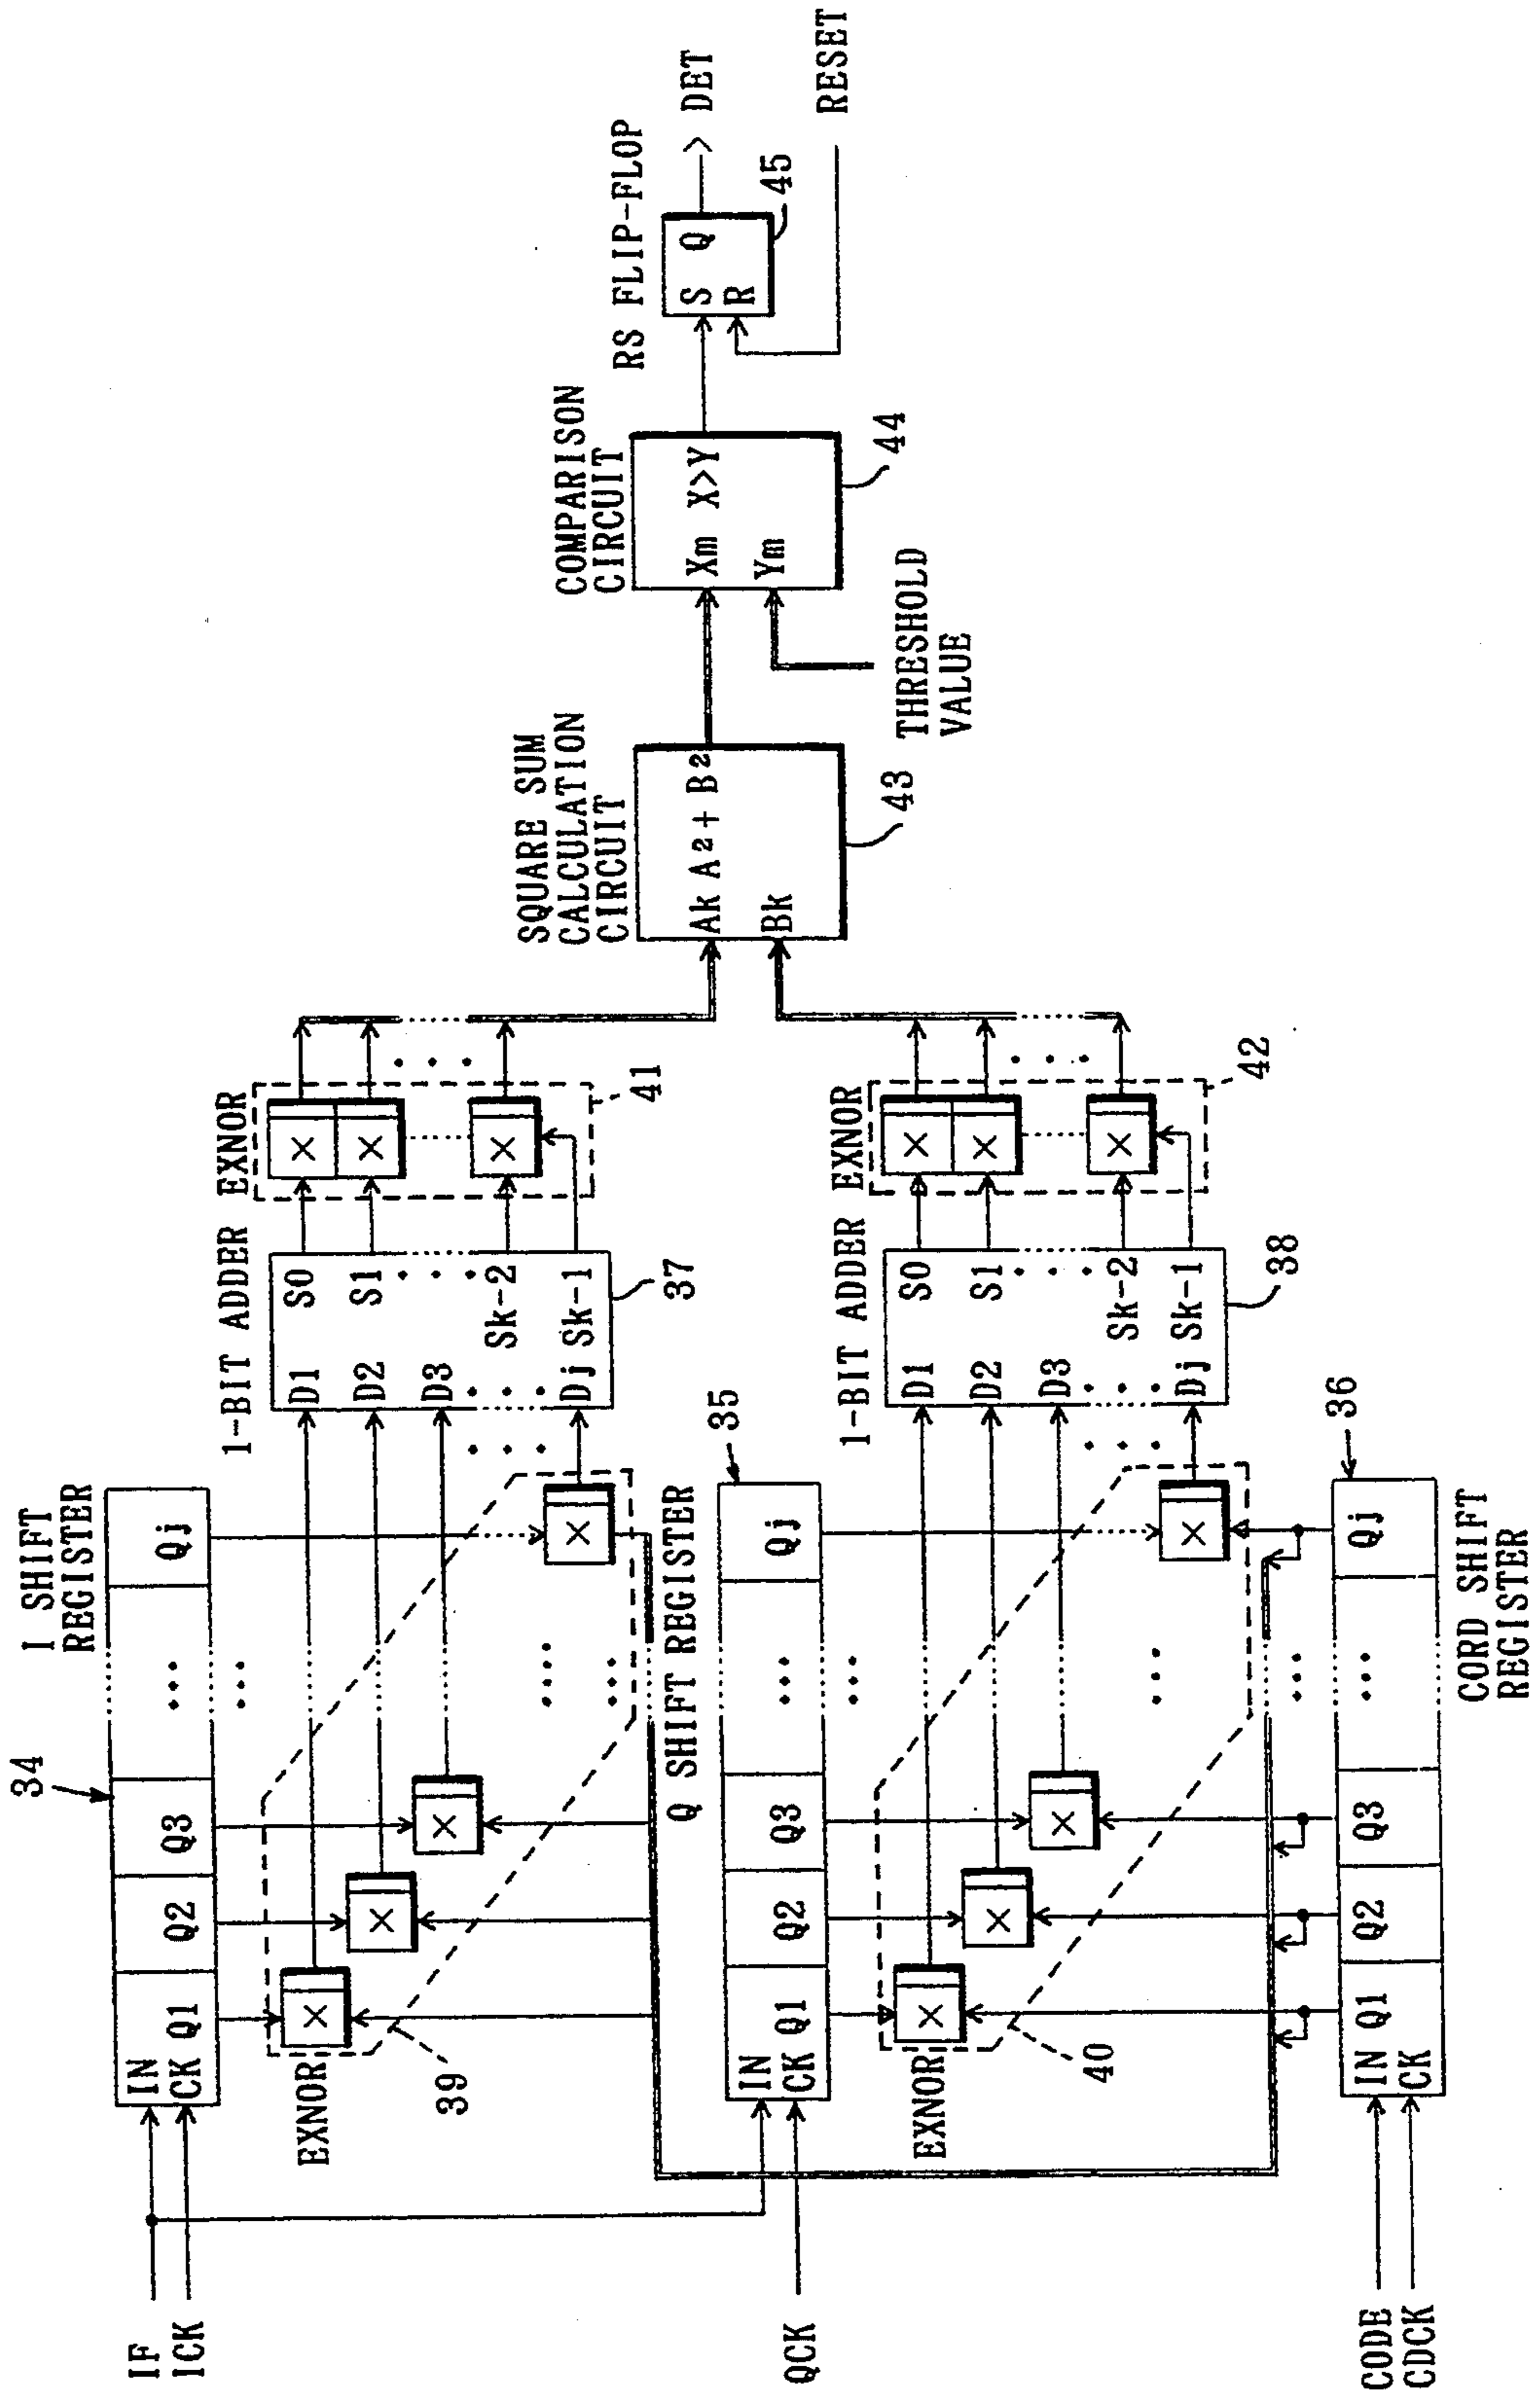 I SHIFT
REGISTER
34
IF
ICK
IN
CK
Q1
Q2
Q3
Qj
EXNOR
39
1-BIT ADDER
D1
D2
D3
Dj
S0
S1
Sk-2
Sk-1
37
EXNOR
41
Q SHIFT REGISTER
35
QCK
IN
CK
Q1
Q2
Q3
Qj
EXNOR
40
1-BIT ADDER
D1
D2
D3
Dj
S0
S1
Sk-2
Sk-1
38
EXNOR
42
CODE
CDCK
IN
CK
Q1
Q2
Q3
Qj
36
CORD SHIFT
REGISTER
SQUARE SUM
CALCULATION
CIRCUIT
Ak A²+B²
Bk
43
COMPARISON
CIRCUIT
Xm X>Y
Ym
44
THRESHOLD
VALUE
RS FLIP-FLOP
S Q
R
45
DET
RESET